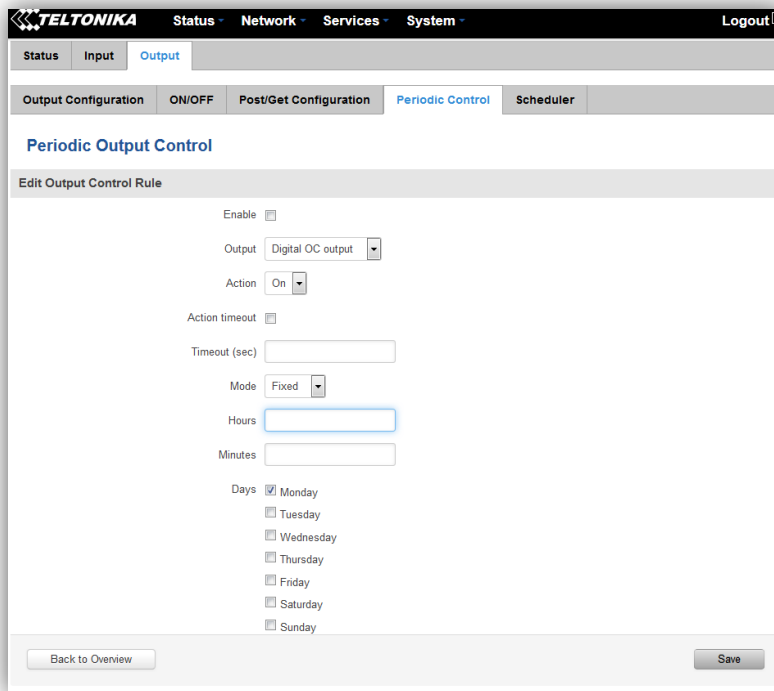 TELTONIKA Status Network Services System Logout
Status Input Output
Output Configuration ON/OFF Post/Get Configuration Periodic Control Scheduler
Periodic Output Control
Edit Output Control Rule
Enable
Output Digital OC output
Action On
Action timeout
Timeout (sec)
Mode Fixed
Hours
Minutes
Days Monday
Tuesday
Wednesday
Thursday
Friday
Saturday
Sunday
Back to Overview Save